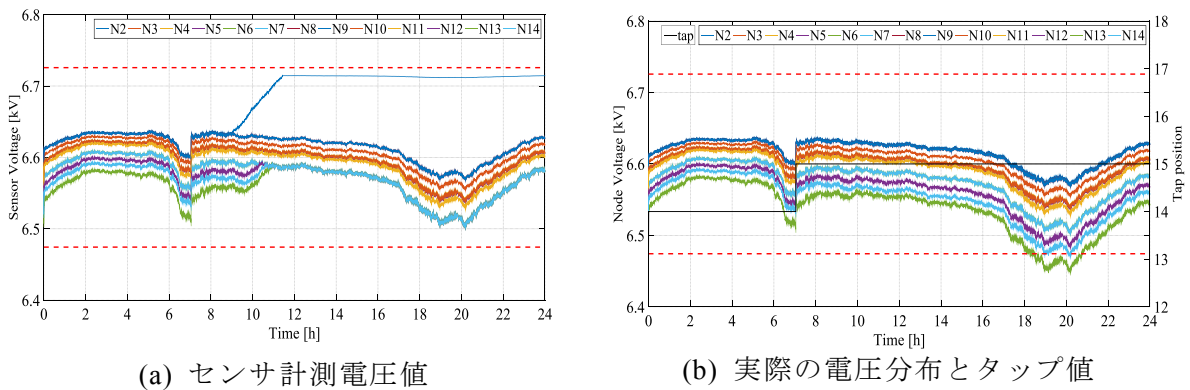 N2 N3 N4 N5 N6 N7 N8 N9 N10 N11 N12 N13 N14
6.8
6.7
6.6
6.5
6.4
Sensor Voltage [kV]
0 2 4 6 8 10 12 14 16 18 20 22 24
Time [h]
(a) センサ計測電圧値
tap N2 N3 N4 N5 N6 N7 N8 N9 N10 N11 N12 N13 N14
6.8
6.7
6.6
6.5
6.4
Node Voltage [kV]
18
17
16
15
14
13
12
Tap position
0 2 4 6 8 10 12 14 16 18 20 22 24
Time [h]
(b) 実際の電圧分布とタップ値